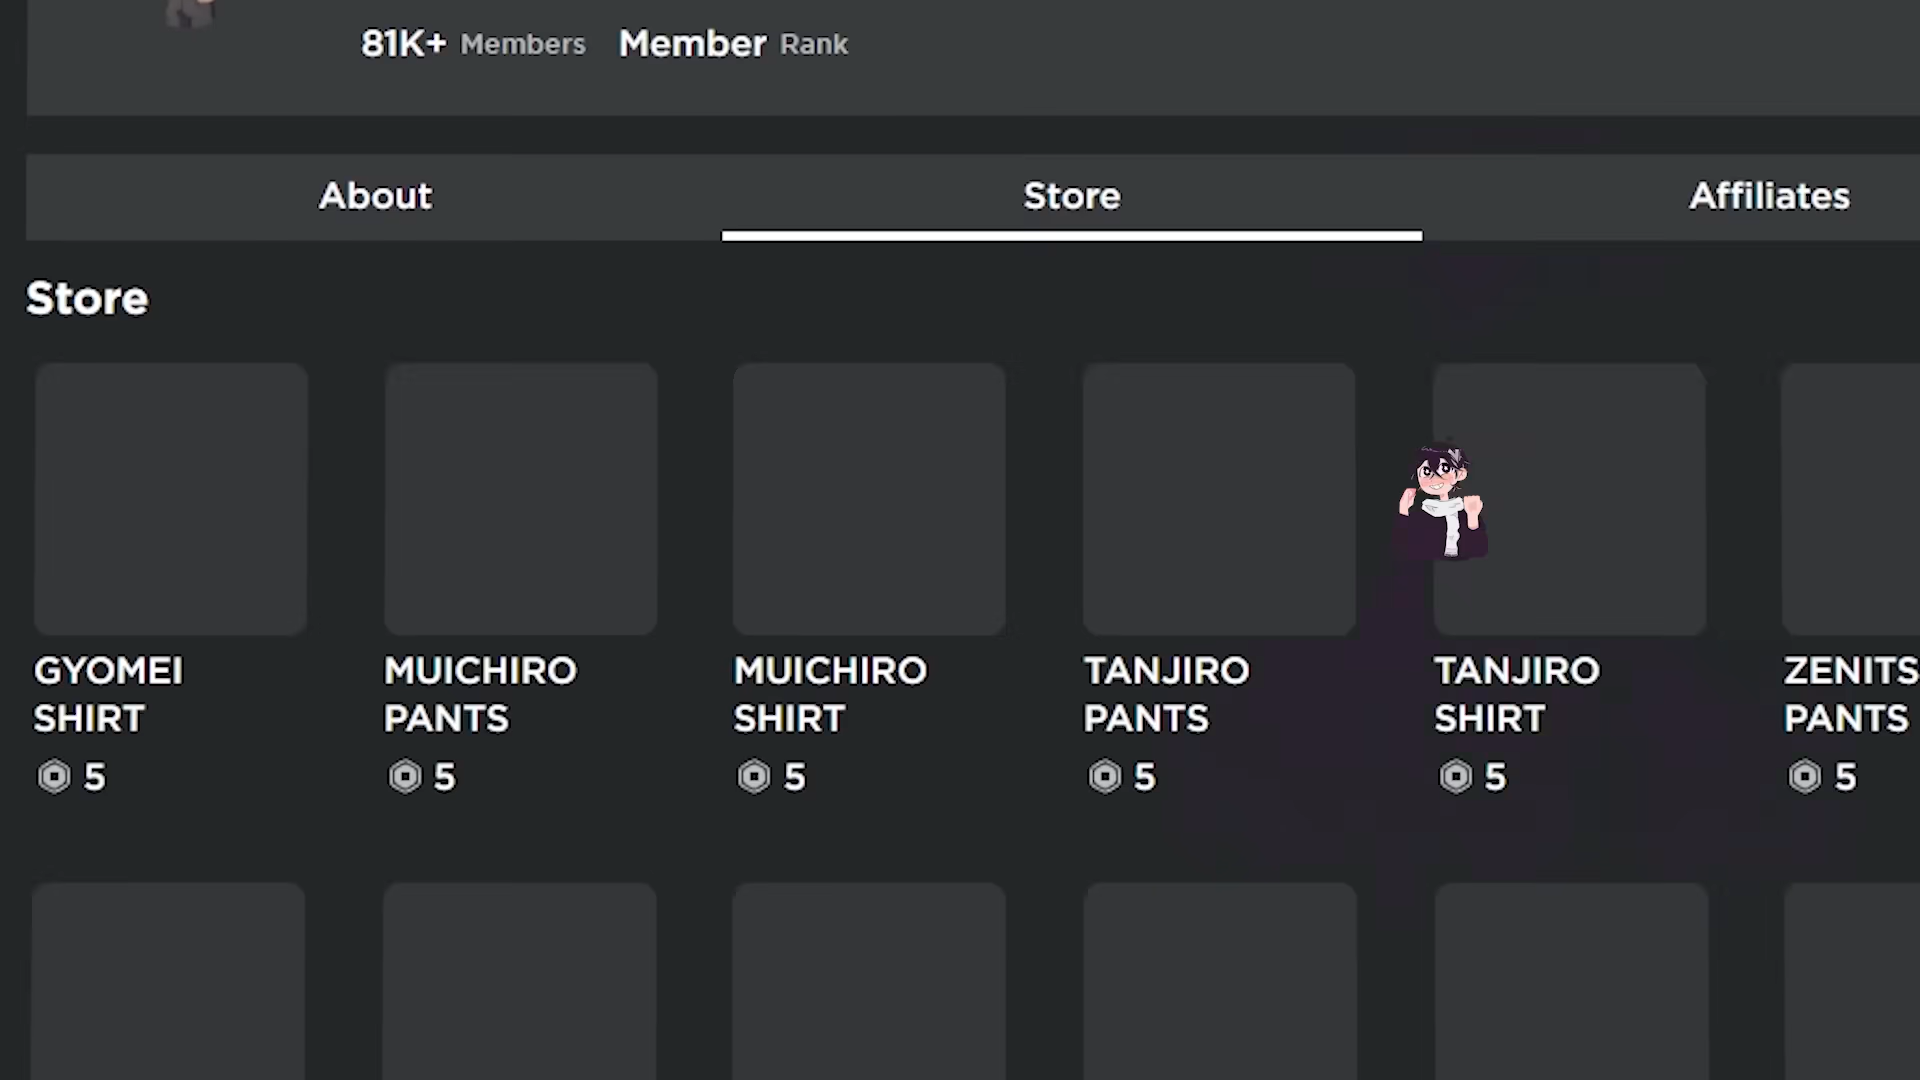 81K+ Members Member Rank
About Store Affiliates
Store
GYOMEI
SHIRT
5
MUICHIRO
PANTS
5
MUICHIRO
SHIRT
5
TANJIRO
PANTS
5
TANJIRO
SHIRT
5
ZENITS
PANTS
5